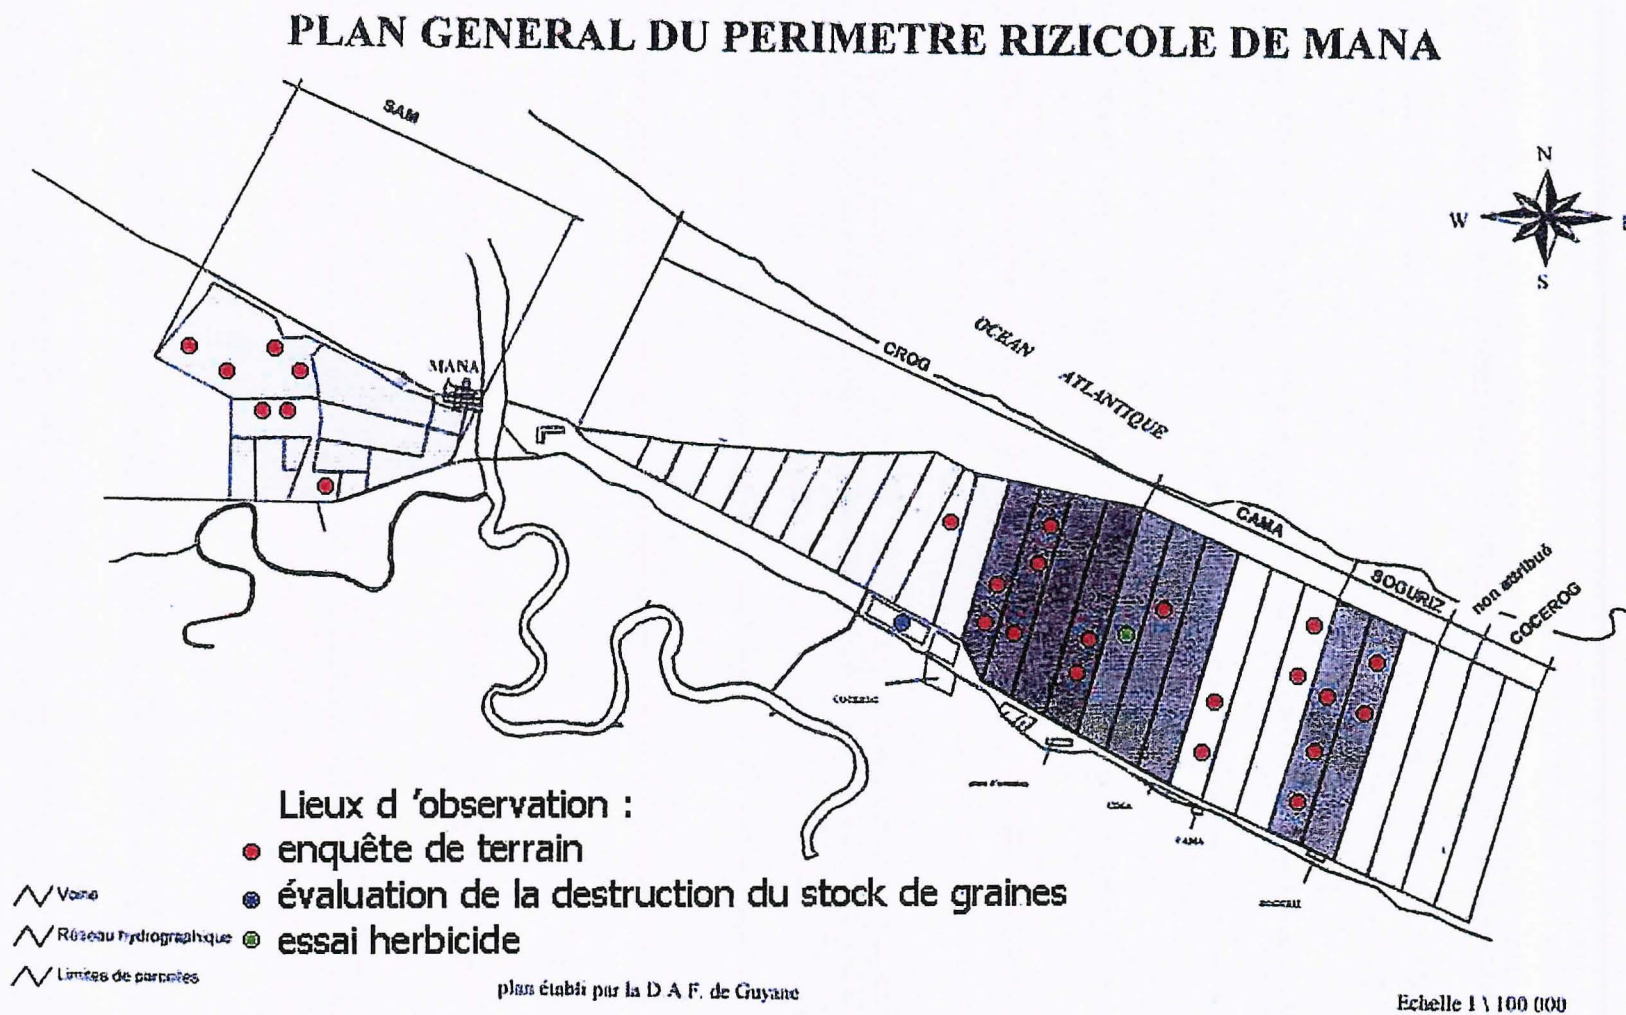 PLAN GENERAL DU PERIMETRE RIZICOLE DE MANA
SAM
N
W
S
CROG
OCEAN
ATLANTIQUE
MANA
CAMA
SOGURIZ
non attribué
COCEROG
CAMA
Lieux d 'observation :
enquête de terrain
évaluation de la destruction du stock de graines
essai herbicide
Voirie
Réseau hydrographique
Limites de parcelles
plan établi par la D A F. de Guyane
Echelle 1 \ 100 000